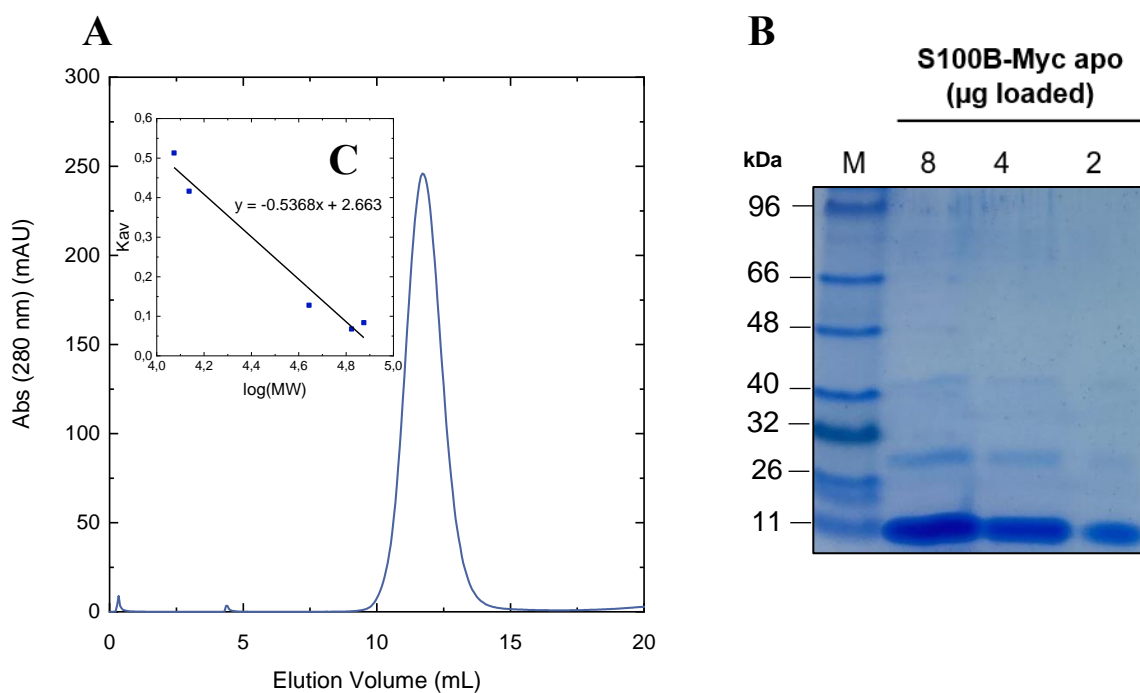 A
300
250
200
150
100
50
0
Abs (280 nm) (mAU)
0 5 10 15 20
Elution Volume (mL)
C
0,6
0,5
0,4
0,3
0,2
0,1
0,0
Kav
y = -0.5368x + 2.663
4,0 4,2 4,4 4,6 4,8 5,0
log(MW)
B
S100B-Myc apo
(µg loaded)
kDa M 8 4 2
96
66
48
40
32
26
11